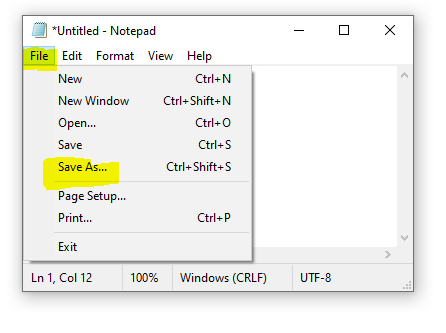 *Untitled - Notepad
File Edit Format View Help
New Ctrl+N
New Window Ctrl+Shift+N
Open... Ctrl+O
Save Ctrl+S
Save As... Ctrl+Shift+S
Page Setup...
Print... Ctrl+P
Exit
Ln 1, Col 12 100% Windows (CRLF) UTF-8